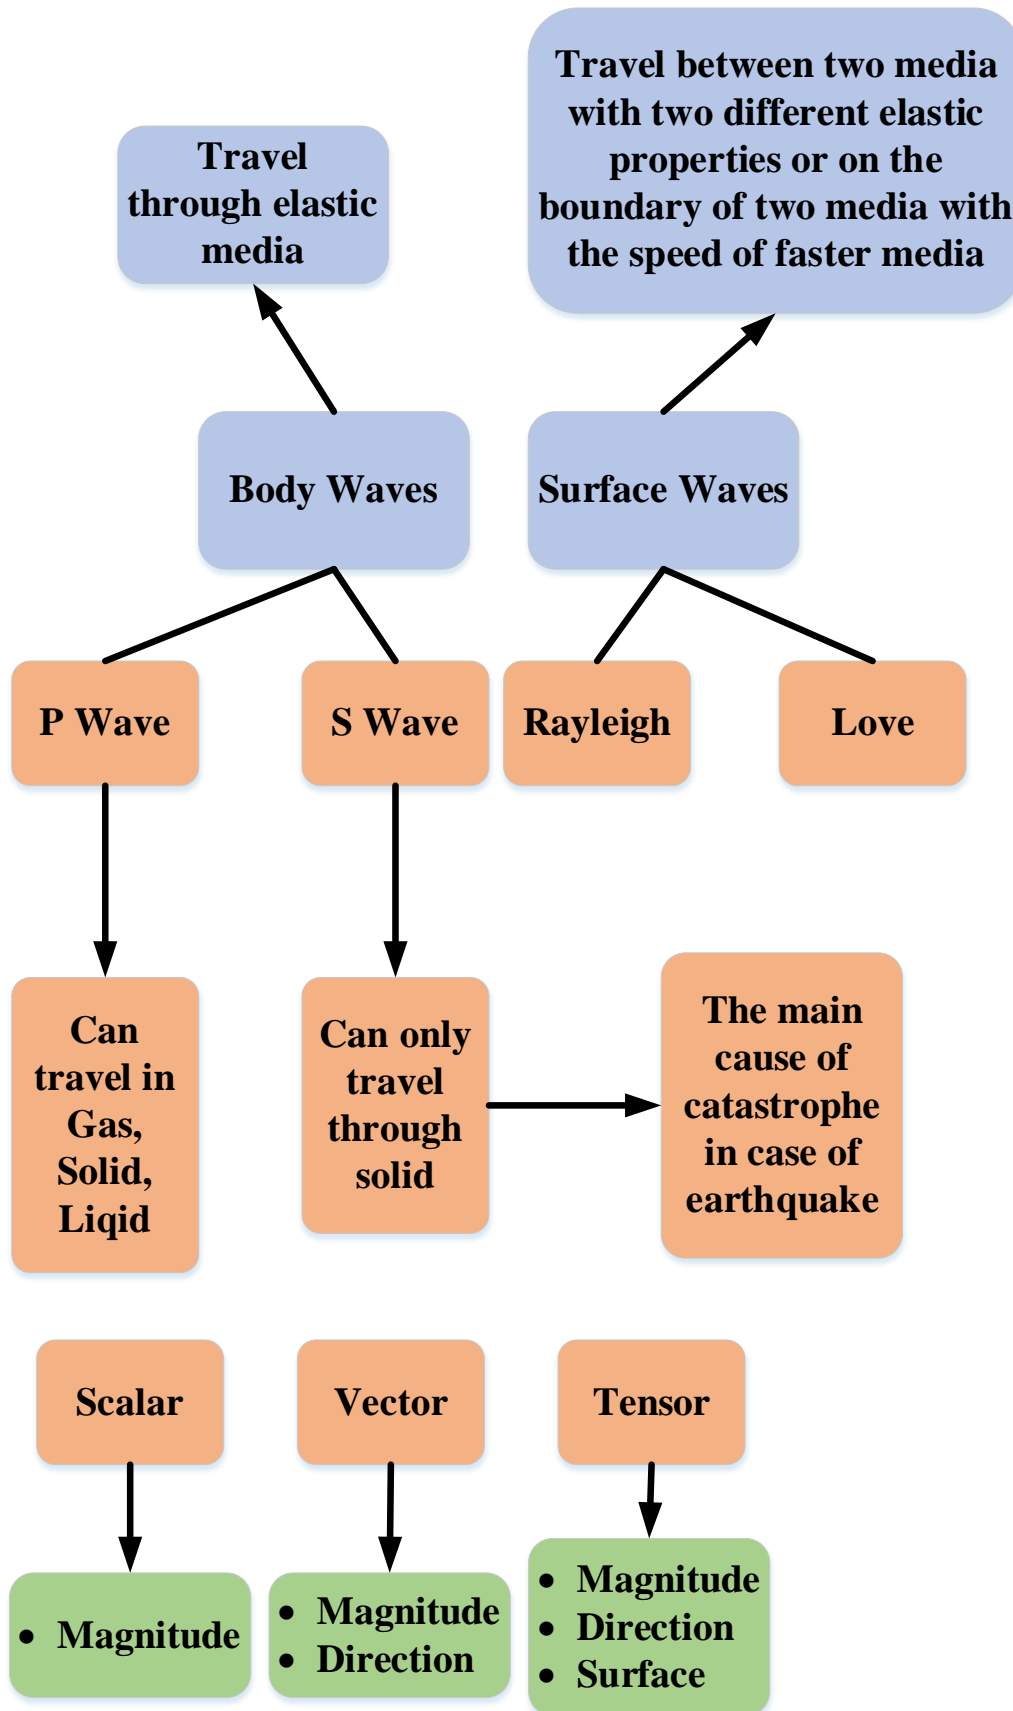 Travel between two media
with two different elastic
properties or on the
boundary of two media with
the speed of faster media
Travel
through elastic
media
Body Waves
Surface Waves
P Wave
S Wave
Rayleigh
Love
Can
travel in
Gas,
Solid,
Liqid
Can only
travel
through
solid
The main
cause of
catastrophe
in case of
earthquake
Scalar
Vector
Tensor
• Magnitude
• Magnitude
• Direction
• Magnitude
• Direction
• Surface